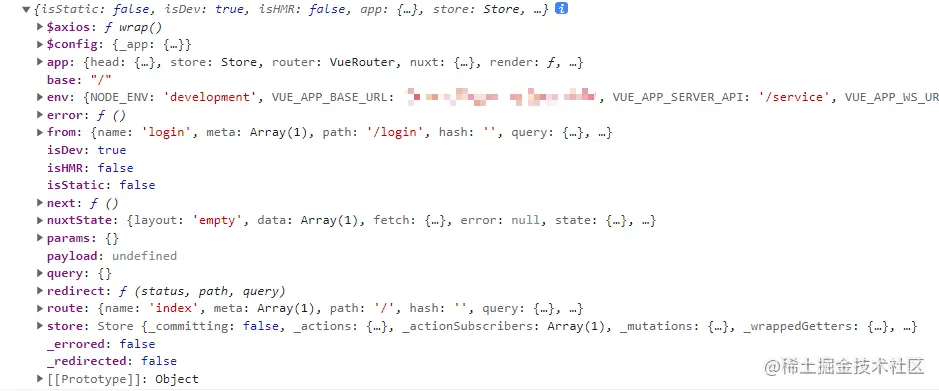 {isStatic: false, isDev: true, isHMR: false, app: {…}, store: Store, …}
$axios: ƒ wrap()
$config: {_app: {…}}
app: {head: {…}, store: Store, router: VueRouter, nuxt: {…}, render: ƒ, …}
base: "/"
env: {NODE_ENV: 'development', VUE_APP_BASE_URL: , VUE_APP_SERVER_API: '/service', VUE_APP_WS_UR
error: ƒ ()
from: {name: 'login', meta: Array(1), path: '/login', hash: '', query: {…}, …}
isDev: true
isHMR: false
isStatic: false
next: ƒ ()
nuxtState: {layout: 'empty', data: Array(1), fetch: {…}, error: null, state: {…}, …}
params: {}
payload: undefined
query: {}
redirect: ƒ (status, path, query)
route: {name: 'index', meta: Array(1), path: '/', hash: '', query: {…}, …}
store: Store {_committing: false, _actions: {…}, _actionSubscribers: Array(1), _mutations: {…}, _wrappedGetters: {…}, …}
_errored: false
_redirected: false
[[Prototype]]: Object
@稀土掘金技术社区